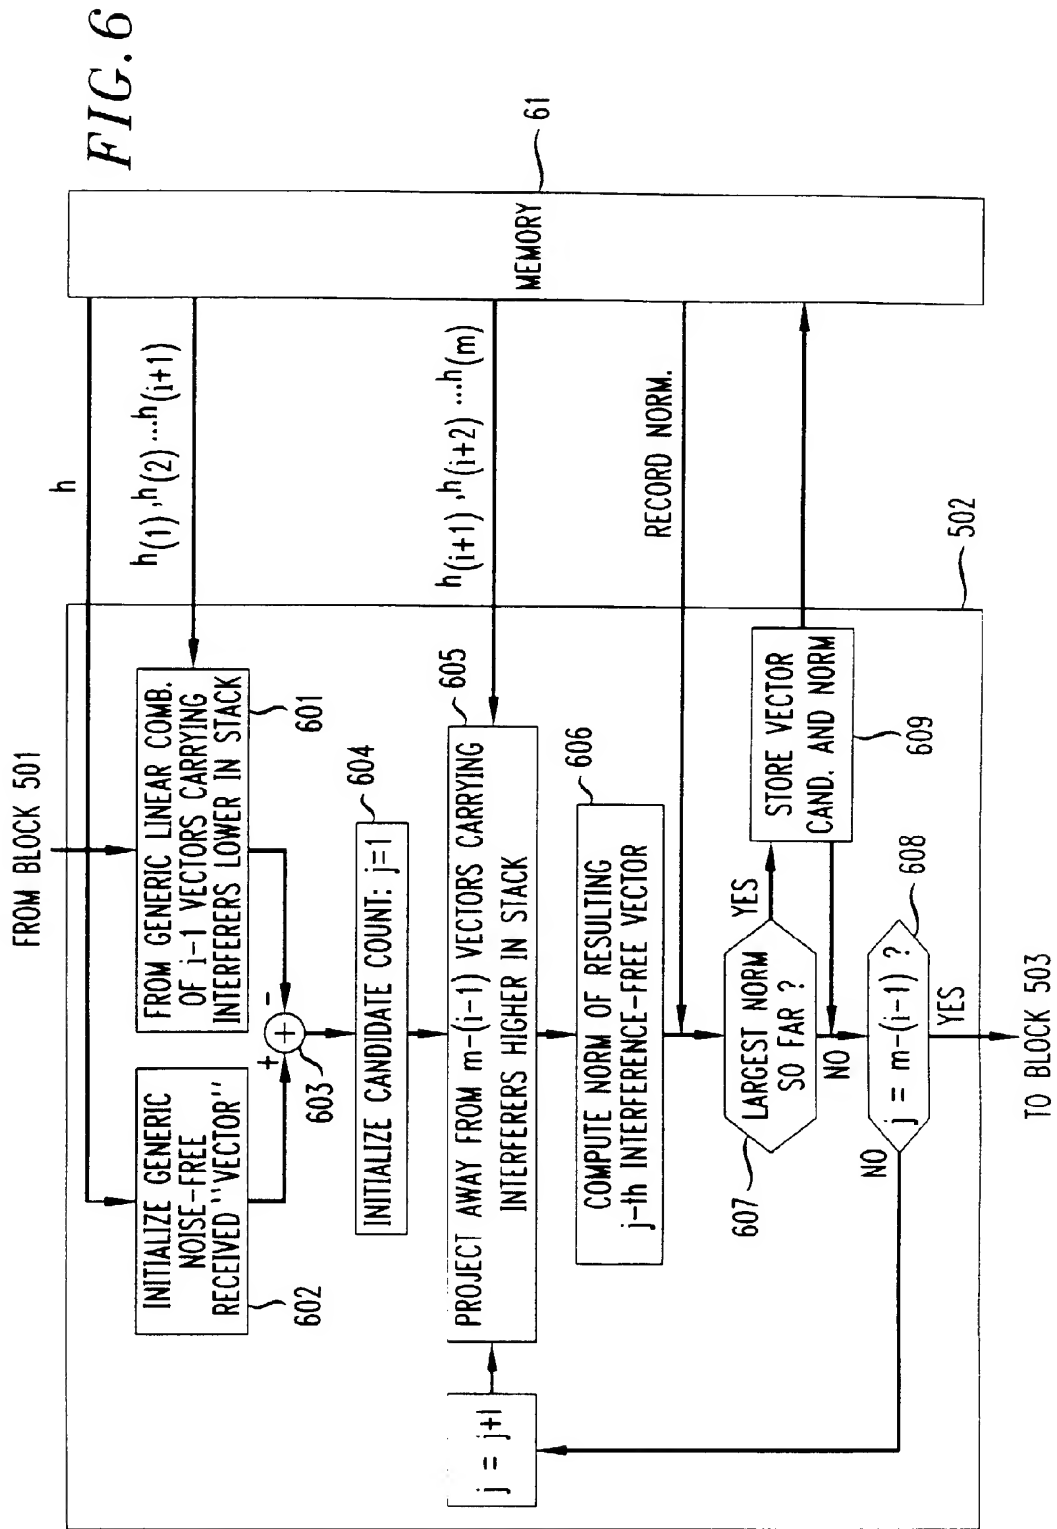 FIG. 6
FROM BLOCK 501
h
h(1) ,h(2) ...h(i+1)
h(i+1) ,h(i+2) ...h(m)
RECORD NORM.
MEMORY
61
INITIALIZE GENERIC
NOISE-FREE
RECEIVED "VECTOR"
602
FROM GENERIC LINEAR COMB.
OF i-1 VECTORS CARRYING
INTERFERERS LOWER IN STACK
601
+
-
+
603
INITIALIZE CANDIDATE COUNT: j=1
604
j = j+1
PROJECT AWAY FROM m-(i-1) VECTORS CARRYING
INTERFERERS HIGHER IN STACK
605
COMPUTE NORM OF RESULTING
j-th INTERFERENCE-FREE VECTOR
606
LARGEST NORM
SO FAR ?
607
YES
NO
STORE VECTOR
CAND. AND NORM
609
j = m-(i-1) ?
608
NO
YES
502
TO BLOCK 503